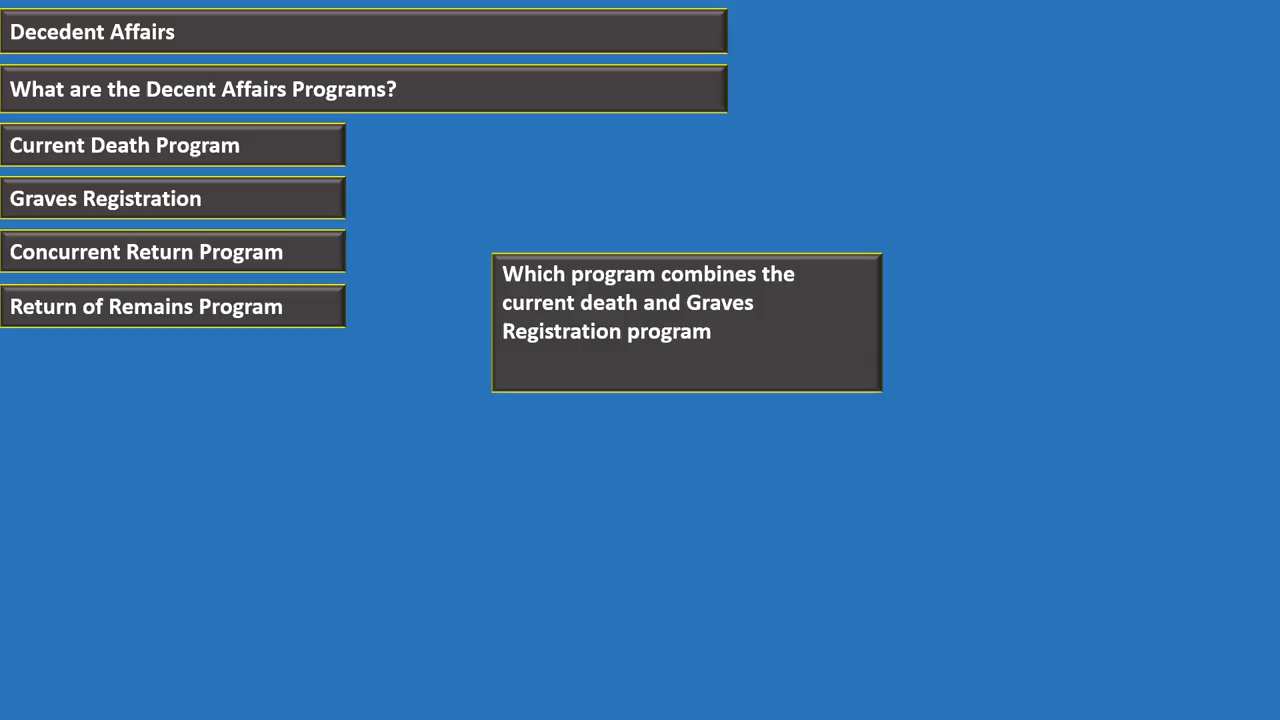 Decedent Affairs
What are the Decent Affairs Programs?
Current Death Program
Graves Registration
Concurrent Return Program
Return of Remains Program
Which program combines the
current death and Graves
Registration program